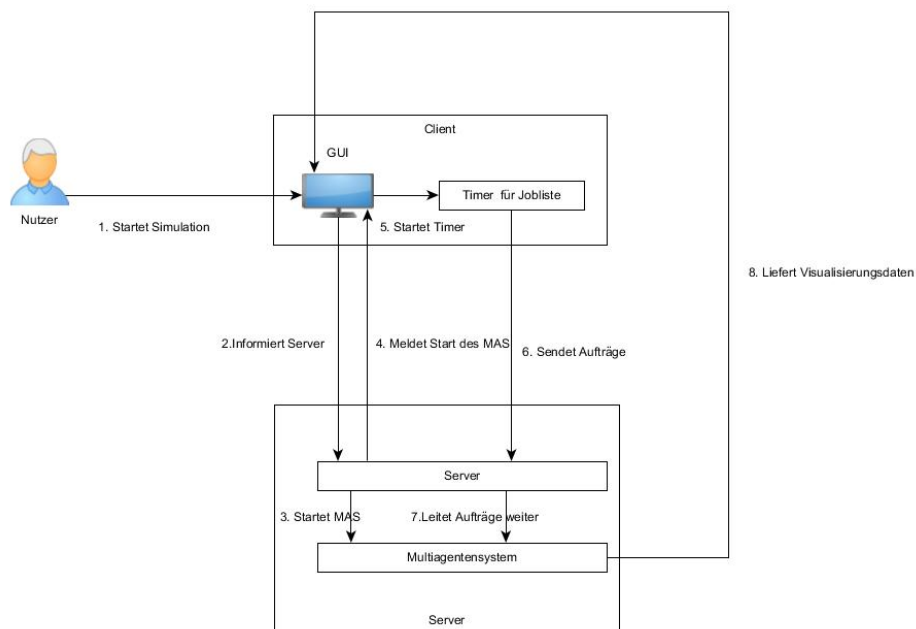 Client
GUI
Timer für Jobliste
Nutzer
1. Startet Simulation
5. Startet Timer
8. Liefert Visualisierungsdaten
2.Informiert Server
4. Meldet Start des MAS
6. Sendet Aufträge
Server
3. Startet MAS
7.Leitet Aufträge weiter
Multiagentensystem
Server